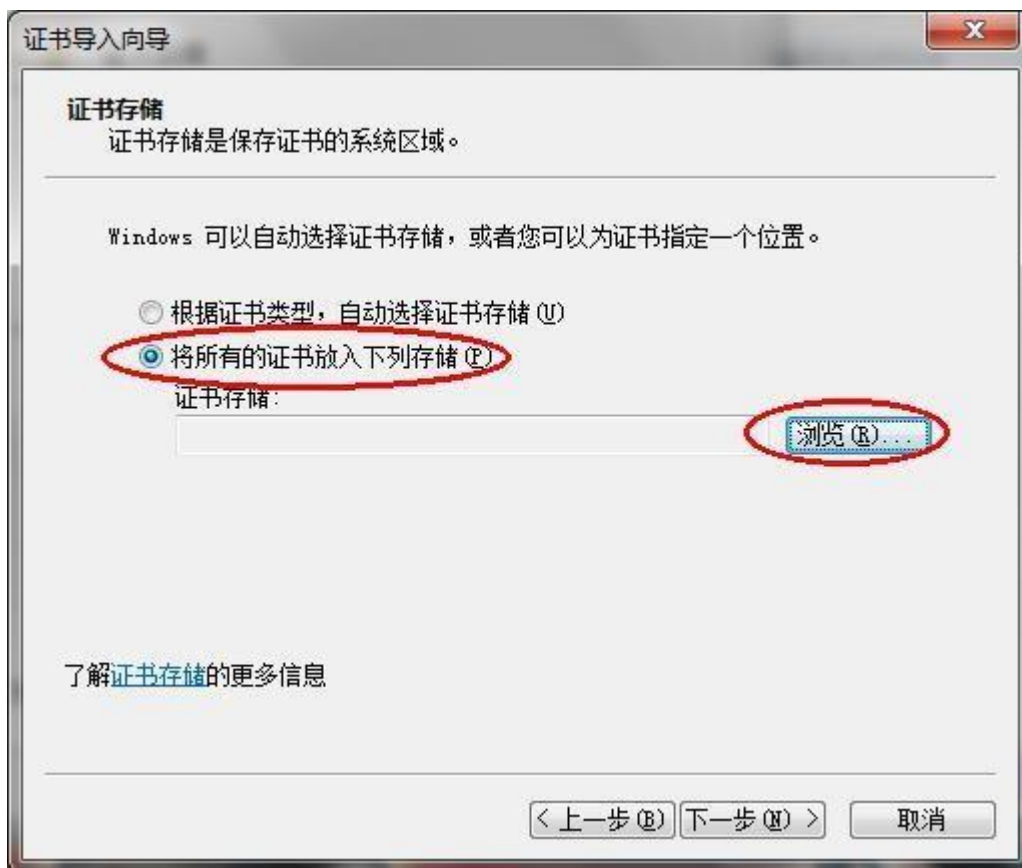 证书导入向导
证书存储
证书存储是保存证书的系统区域。
Windows 可以自动选择证书存储，或者您可以为证书指定一个位置。
根据证书类型，自动选择证书存储(U)
将所有的证书放入下列存储(P)
证书存储:
浏览(R)...
了解证书存储的更多信息
< 上一步(B) 下一步(N) > 取消